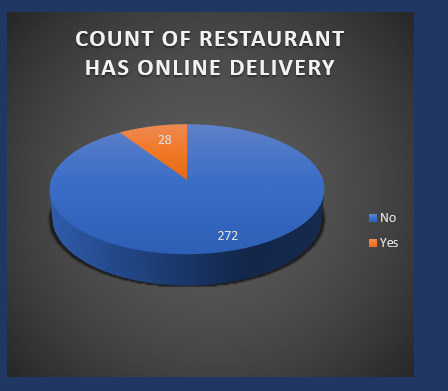 COUNT OF RESTAURANT
HAS ONLINE DELIVERY
28
272
No
Yes